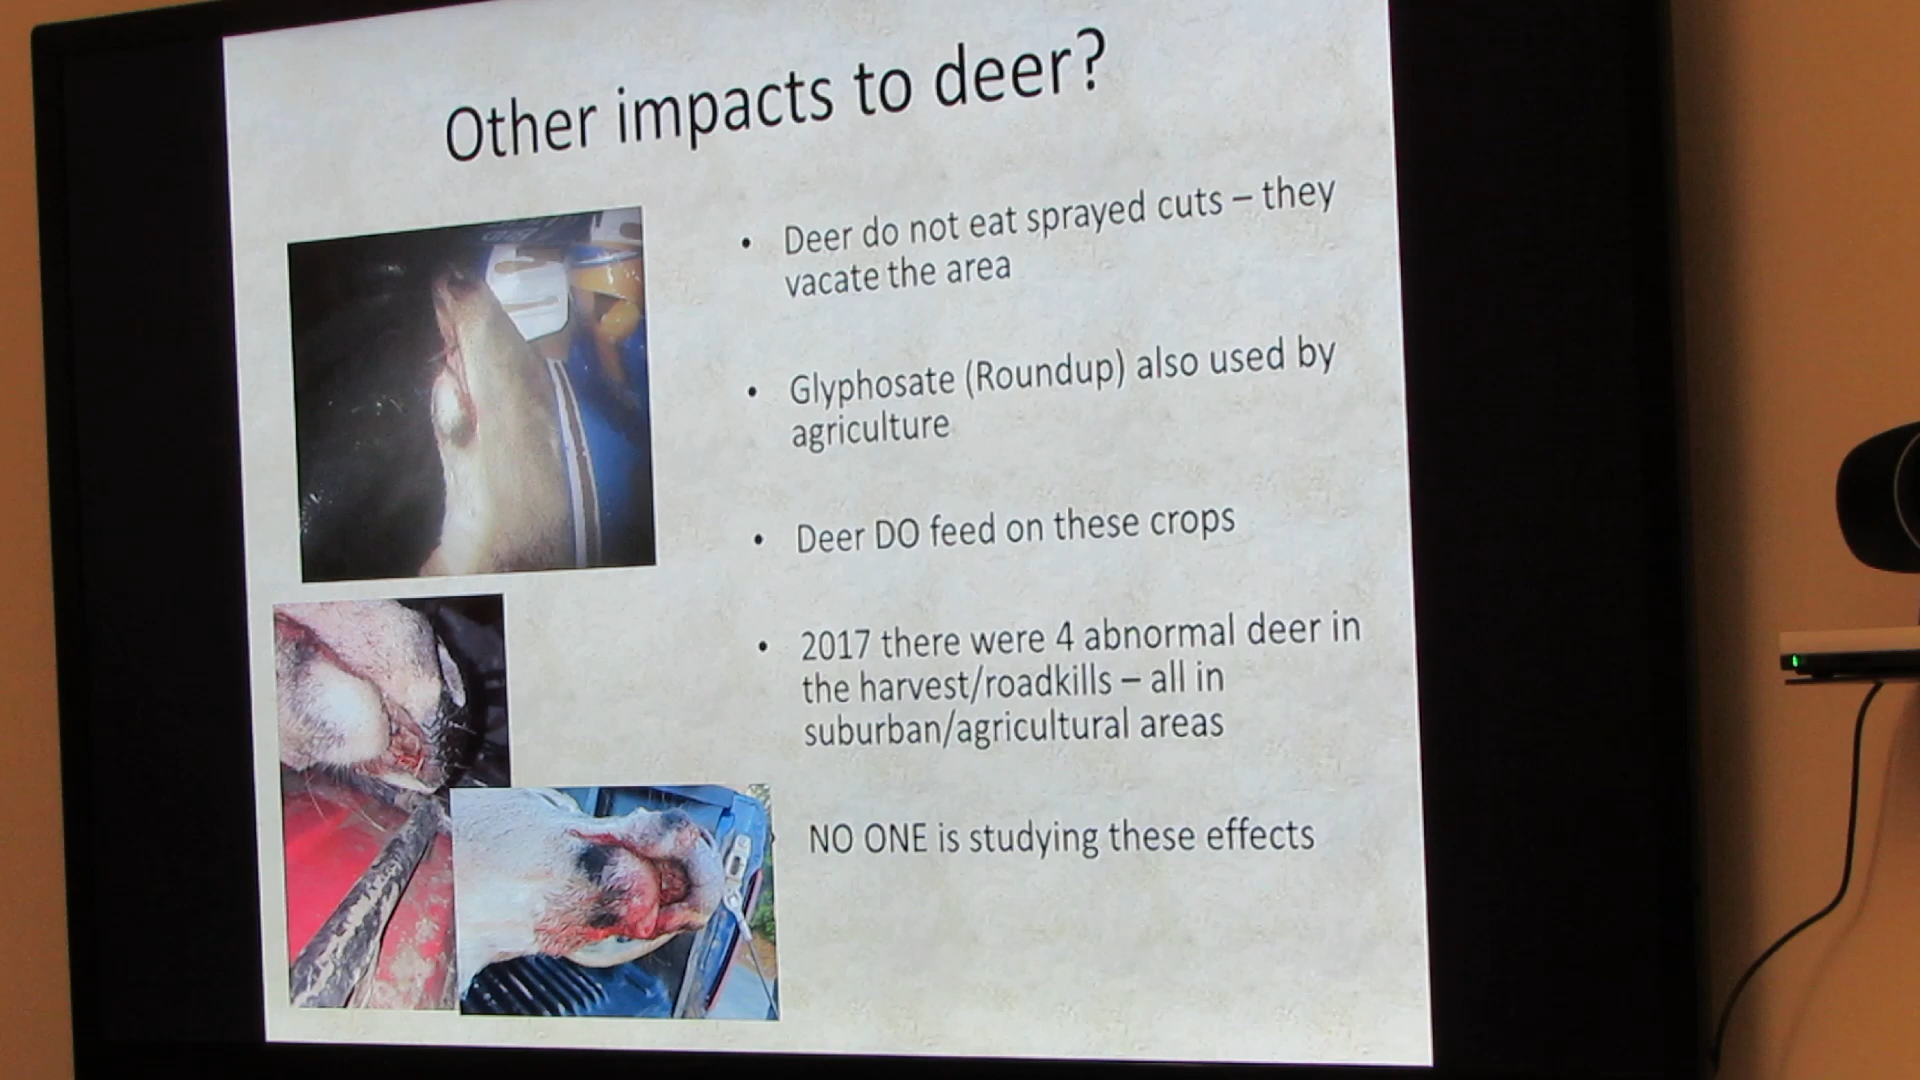 Other impacts to deer?
• Deer do not eat sprayed cuts – they
vacate the area
• Glyphosate (Roundup) also used by
agriculture
• Deer DO feed on these crops
• 2017 there were 4 abnormal deer in
the harvest/roadkills – all in
suburban/agricultural areas
NO ONE is studying these effects